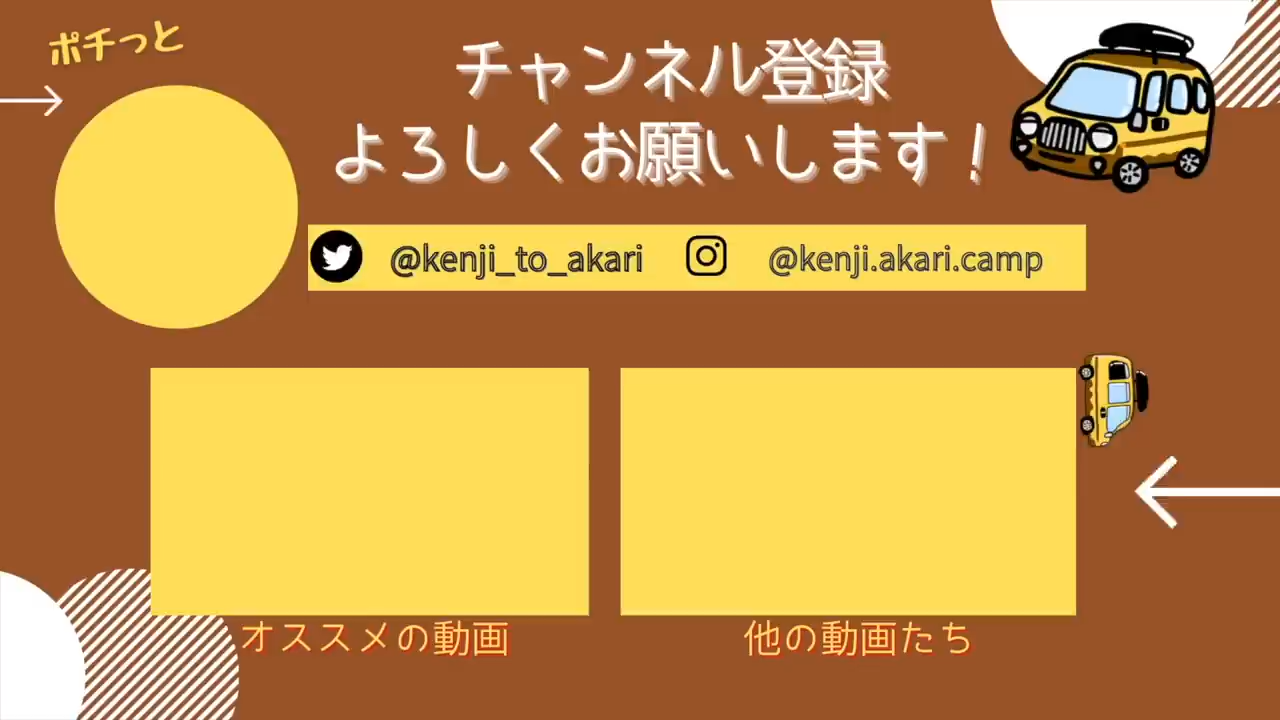 ポチっと
チャンネル登録
よろしくお願いします！
@kenji_to_akari @kenji.akari.camp
オススメの動画 他の動画たち